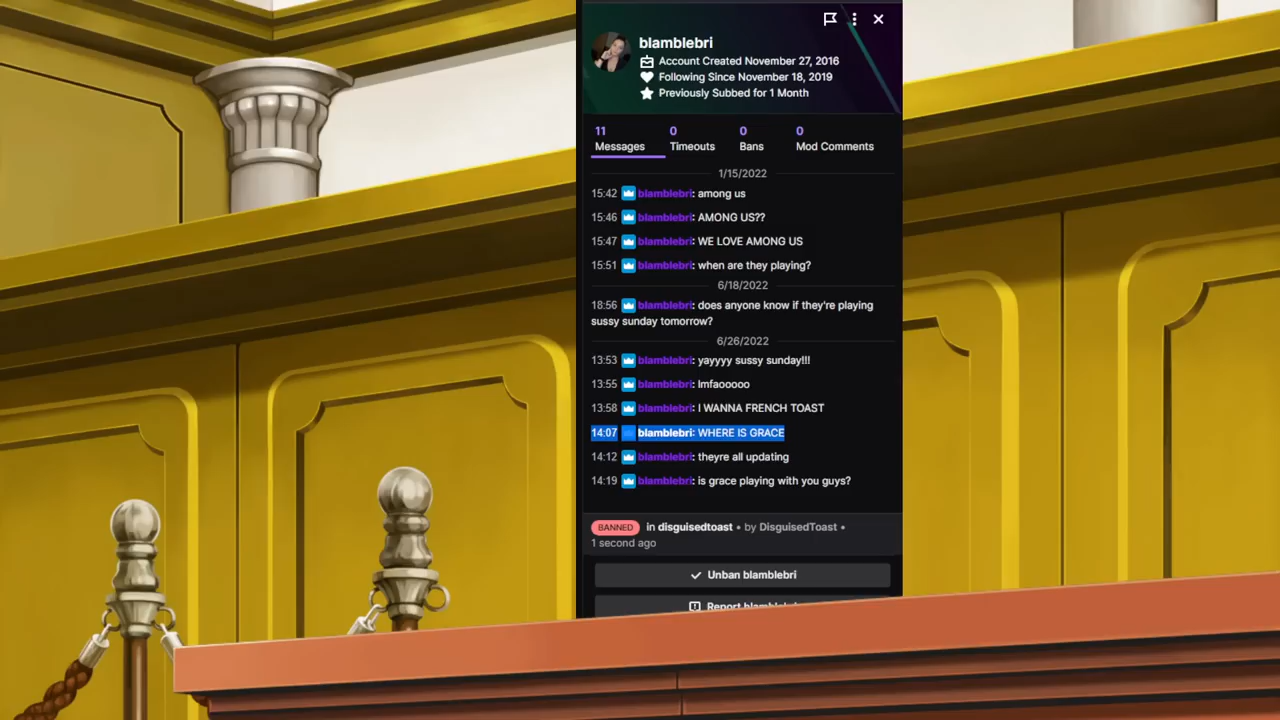 blamblebri
Account Created November 27, 2016
Following Since November 18, 2019
Previously Subbed for 1 Month
11 0 0 0
Messages Timeouts Bans Mod Comments
1/15/2022
15:42 blamblebri: among us
15:46 blamblebri: AMONG US??
15:47 blamblebri: WE LOVE AMONG US
15:51 blamblebri: when are they playing?
6/18/2022
18:56 blamblebri: does anyone know if they're playing
sussy sunday tomorrow?
6/26/2022
13:53 blamblebri: yayyyy sussy sunday!!!
13:55 blamblebri: lmfaooooo
13:58 blamblebri: I WANNA FRENCH TOAST
14:07 blamblebri: WHERE IS GRACE
14:12 blamblebri: theyre all updating
14:19 blamblebri: is grace playing with you guys?
BANNED in disguisedtoast • by DisguisedToast •
1 second ago
Unban blamblebri
Report blamblebri